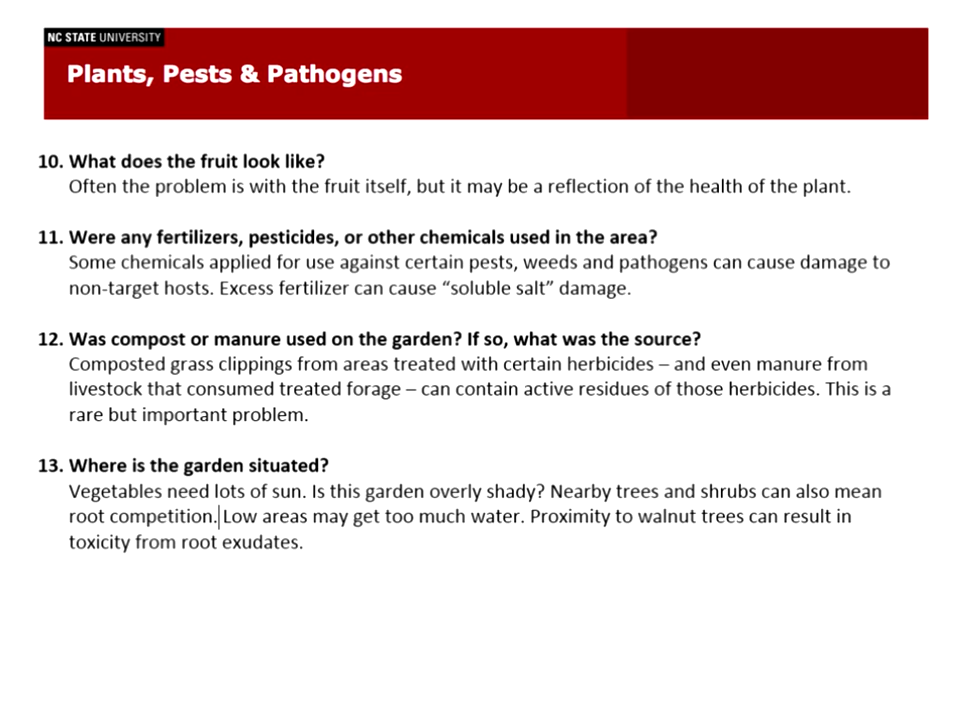 NC STATE UNIVERSITY
Plants, Pests & Pathogens
10. What does the fruit look like?
Often the problem is with the fruit itself, but it may be a reflection of the health of the plant.
11. Were any fertilizers, pesticides, or other chemicals used in the area?
Some chemicals applied for use against certain pests, weeds and pathogens can cause damage to
non-target hosts. Excess fertilizer can cause “soluble salt” damage.
12. Was compost or manure used on the garden? If so, what was the source?
Composted grass clippings from areas treated with certain herbicides – and even manure from
livestock that consumed treated forage – can contain active residues of those herbicides. This is a
rare but important problem.
13. Where is the garden situated?
Vegetables need lots of sun. Is this garden overly shady? Nearby trees and shrubs can also mean
root competition. Low areas may get too much water. Proximity to walnut trees can result in
toxicity from root exudates.